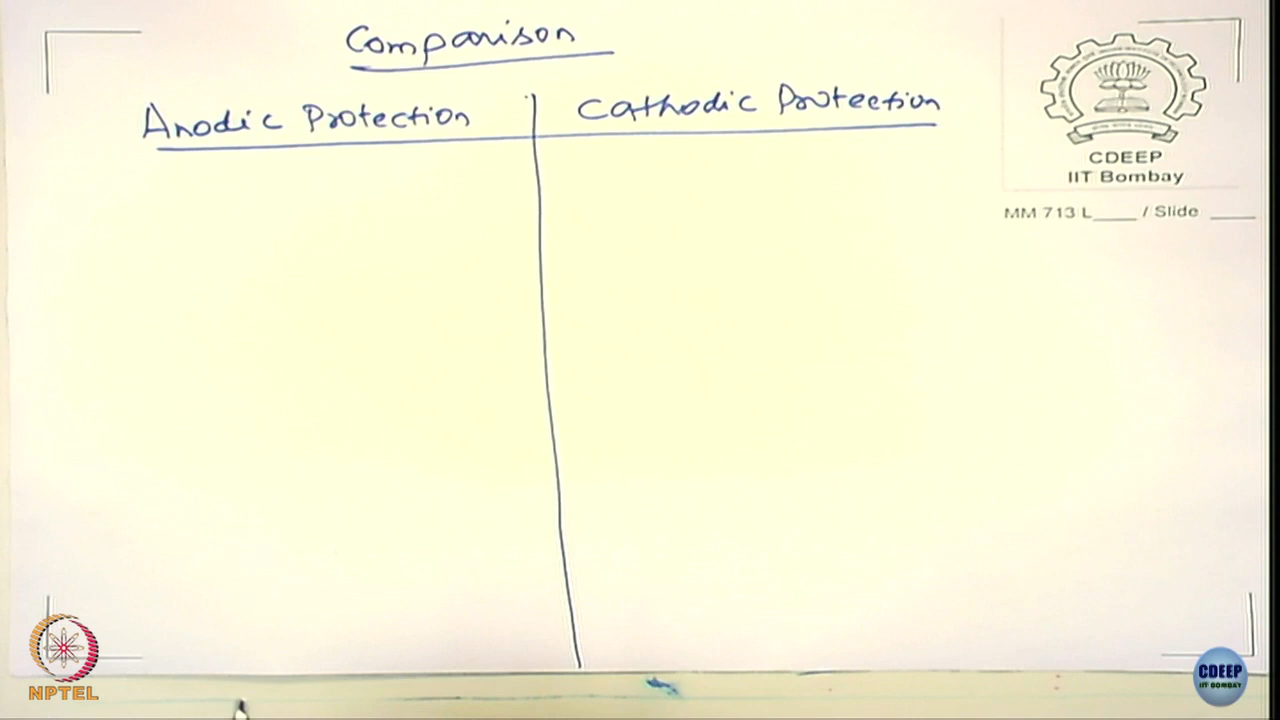 Comparison
Anodic Protection
Cathodic Protection
CDEEP
IIT Bombay
MM 713 L____ / Slide ____
NPTEL
CDEEP
IIT BOMBAY